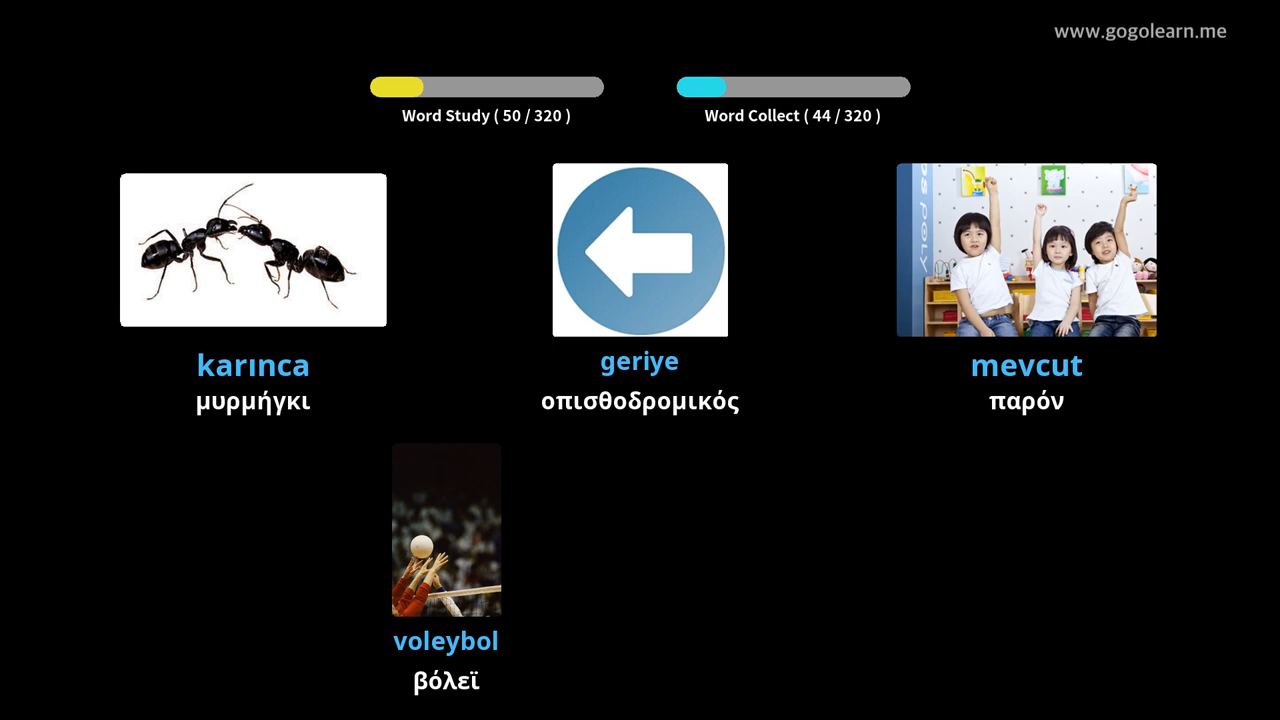 www.gogolearn.me
Word Study ( 50 / 320 )
Word Collect ( 44 / 320 )
karınca
μυρμήγκι
geriye
οπισθοδρομικός
mevcut
παρόν
voleybol
βόλεϊ